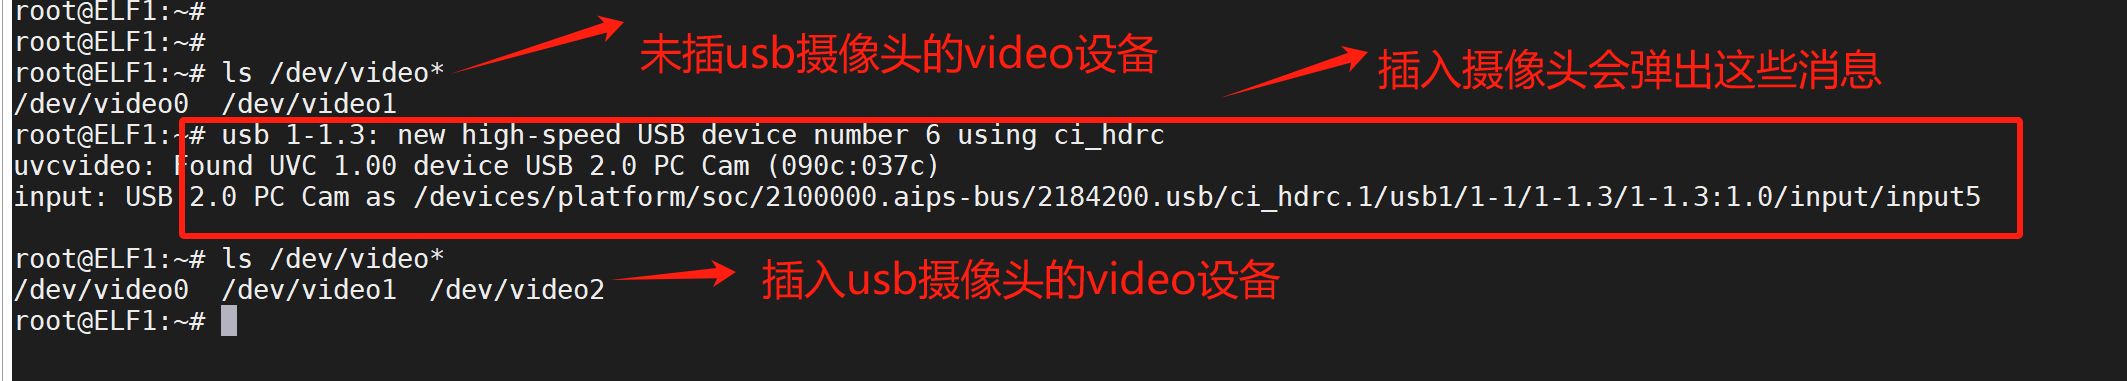 root@ELF1:~#
root@ELF1:~#
root@ELF1:~# ls /dev/video*
未插usb摄像头的video设备
插入摄像头会弹出这些消息
/dev/video0  /dev/video1
root@ELF1:~# usb 1-1.3: new high-speed USB device number 6 using ci_hdrc
uvcvideo: Found UVC 1.00 device USB 2.0 PC Cam (090c:037c)
input: USB 2.0 PC Cam as /devices/platform/soc/2100000.aips-bus/2184200.usb/ci_hdrc.1/usb1/1-1/1-1.3/1-1.3:1.0/input/input5
root@ELF1:~# ls /dev/video*
/dev/video0  /dev/video1  /dev/video2
插入usb摄像头的video设备
root@ELF1:~#